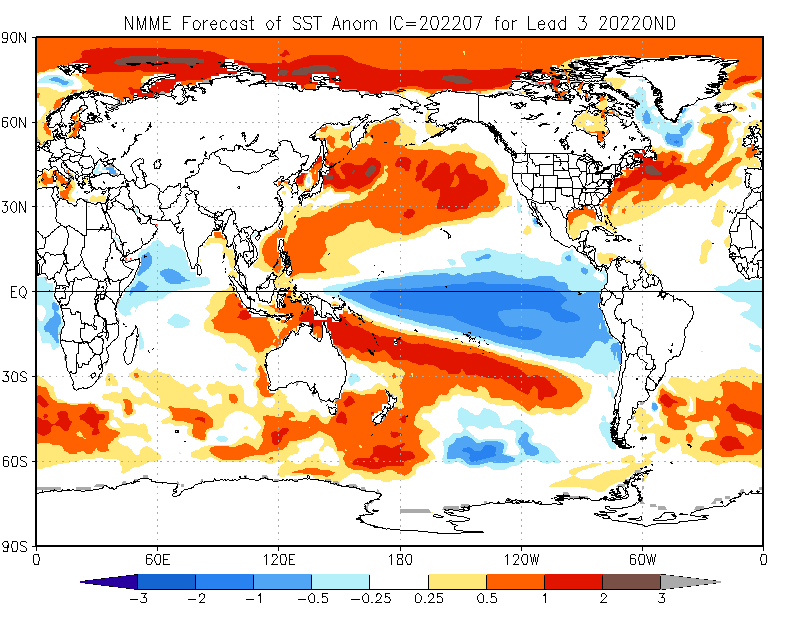 NMME Forecast of SST Anom IC=202207 for Lead 3 2022OND
90N
60N
30N
EQ
30S
60S
90S
0 60E 120E 180 120W 60W 0
-3 -2 -1 -0.5 -0.25 0.25 0.5 1 2 3